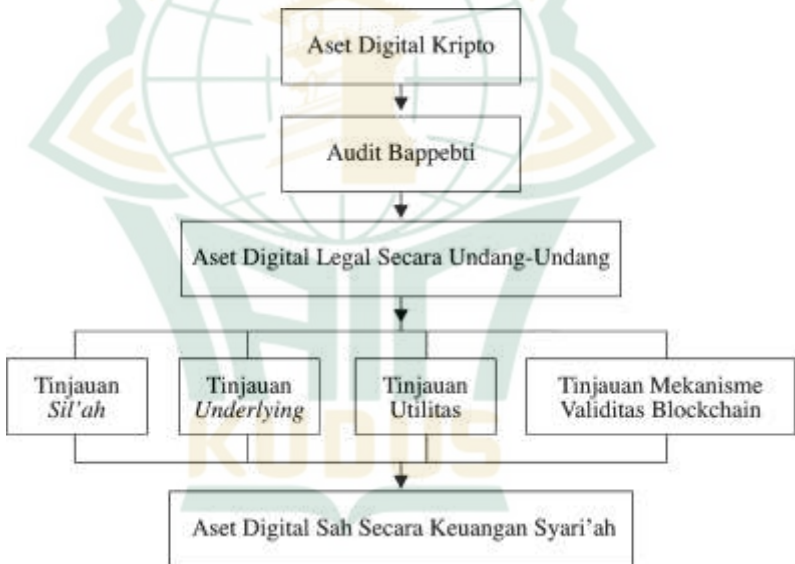 Aset Digital Kripto
Audit Bappebti
Aset Digital Legal Secara Undang-Undang
Tinjauan
Sil'ah
Tinjauan
Underlying
Tinjauan
Utilitas
Tinjauan Mekanisme
Validitas Blockchain
KUDUS
Aset Digital Sah Secara Keuangan Syari'ah